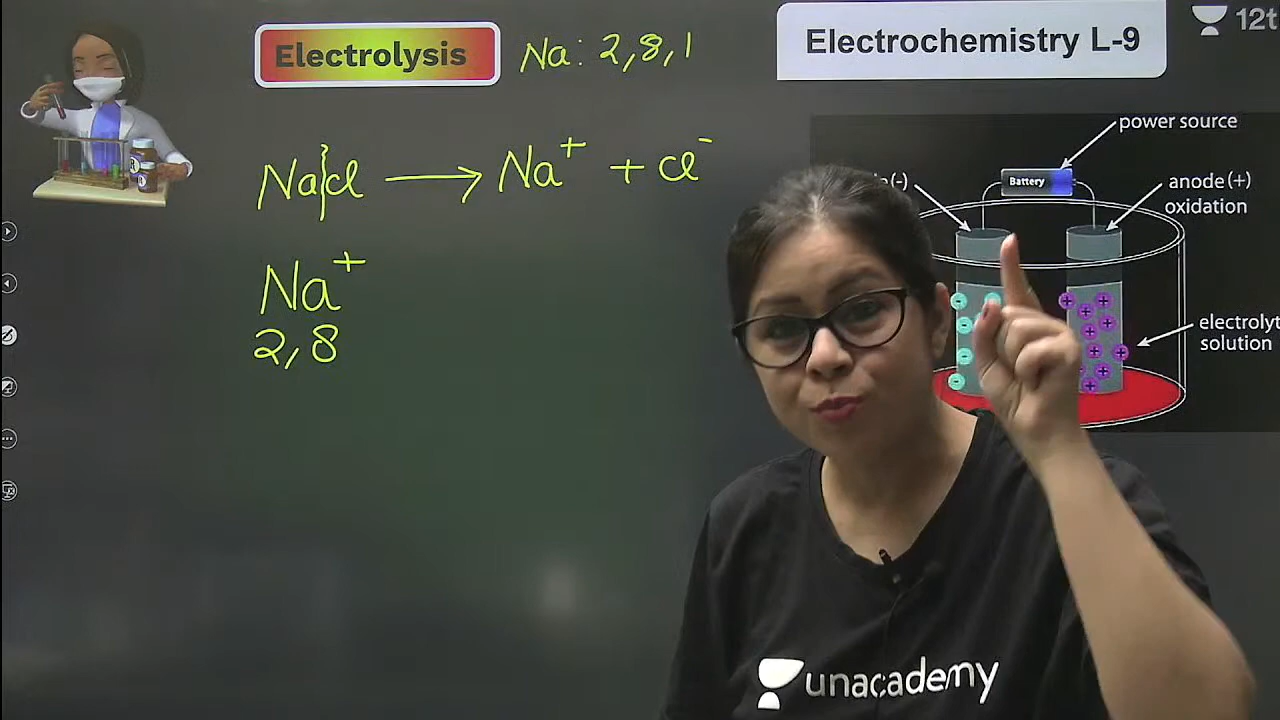 Electrolysis
Na: 2,8,1
Electrochemistry L-9
12t
NaCl → Na⁺ + Cl⁻
Na⁺
2,8
power source
(-)
Battery
anode (+)
oxidation
electrolyt
solution
unacademy